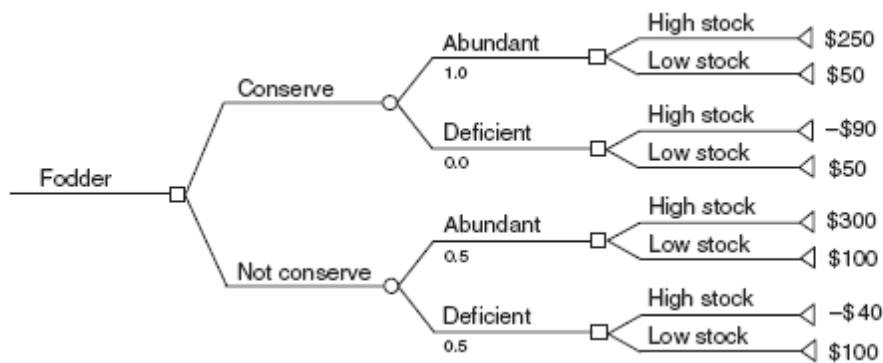 High stock
$250
Abundant
1.0
Low stock
$50
Conserve
High stock
–$90
Deficient
0.0
Low stock
$50
Fodder
High stock
$300
Abundant
0.5
Low stock
$100
Not conserve
High stock
–$40
Deficient
0.5
Low stock
$100